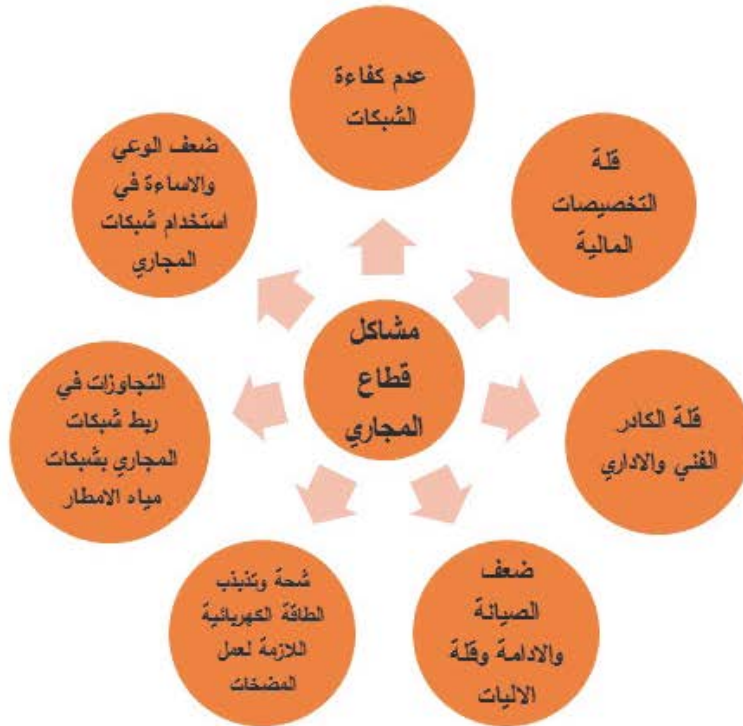 مشاكل
قطاع
المجاري
عدم كفاءة
الشبكات
قلة
التخصيصات
المالية
قلة الكادر
الفني والاداري
ضعف
الصيانة
والادامة وقلة
الاليات
شحة وتذبذب
الطاقة الكهربائية
اللازمة لعمل
المضخات
التجاوزات في
ربط شبكات
المجاري بشبكات
مياه الامطار
ضعف الوعي
والاساءة في
استخدام شبكات
المجاري